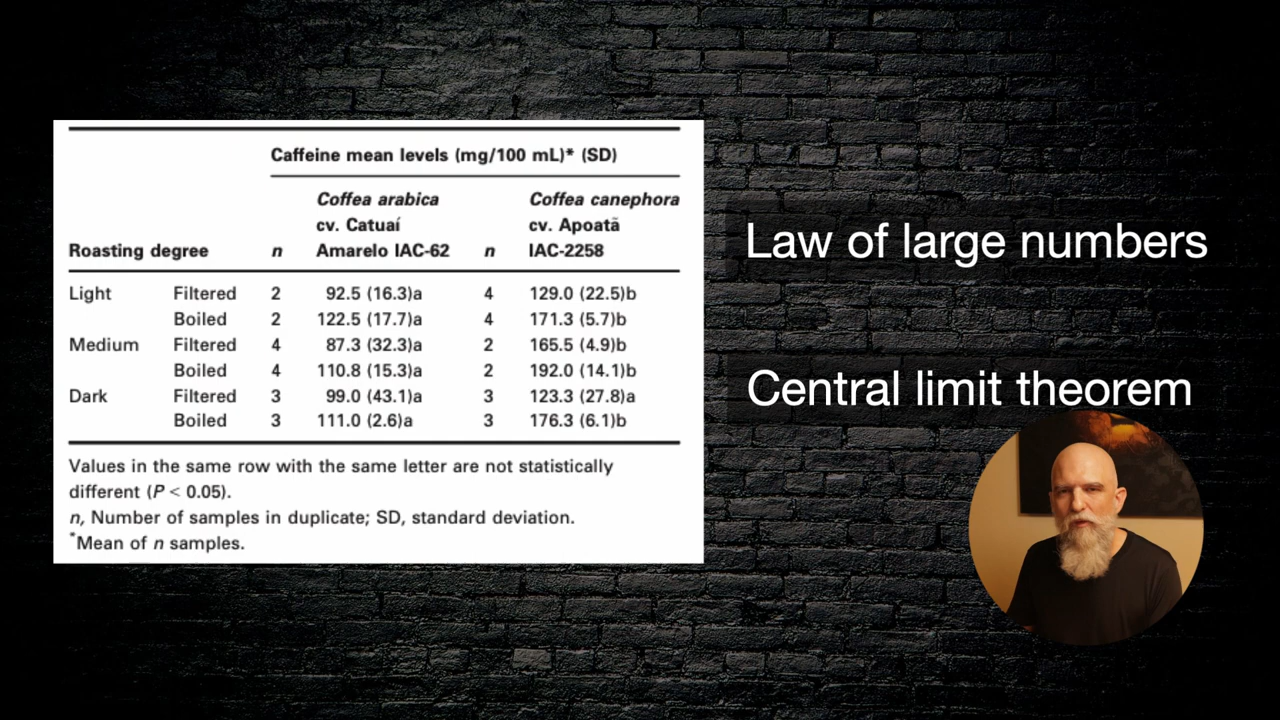 Caffeine mean levels (mg/100 mL)* (SD)
Coffea arabica Coffea canephora
cv. Catuaí cv. Apoatã
Roasting degree n Amarelo IAC-62 n IAC-2258
Light Filtered 2 92.5 (16.3)a 4 129.0 (22.5)b
Boiled 2 122.5 (17.7)a 4 171.3 (5.7)b
Medium Filtered 4 87.3 (32.3)a 2 165.5 (4.9)b
Boiled 4 110.8 (15.3)a 2 192.0 (14.1)b
Dark Filtered 3 99.0 (43.1)a 3 123.3 (27.8)a
Boiled 3 111.0 (2.6)a 3 176.3 (6.1)b
Values in the same row with the same letter are not statistically
different (P < 0.05).
n, Number of samples in duplicate; SD, standard deviation.
*Mean of n samples.
Law of large numbers
Central limit theorem